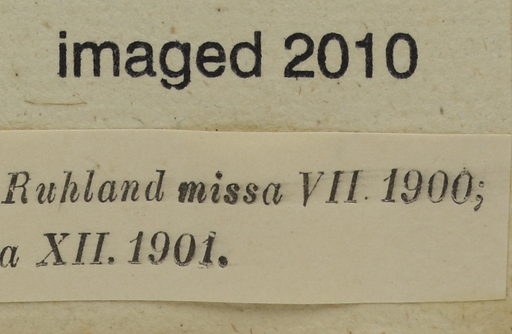 imaged 2010
Ruhland missa VII. 1900;
a XII. 1901.